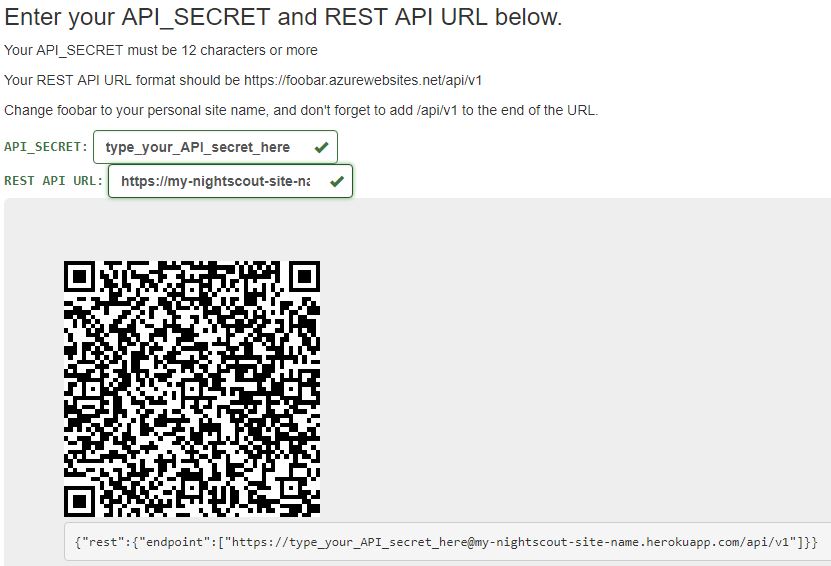 Enter your API_SECRET and REST API URL below.
Your API_SECRET must be 12 characters or more
Your REST API URL format should be https://foobar.azurewebsites.net/api/v1
Change foobar to your personal site name, and don't forget to add /api/v1 to the end of the URL.
API_SECRET: type_your_API_secret_here
REST API URL: https://my-nightscout-site-na
{"rest":{"endpoint":["https://type_your_API_secret_here@my-nightscout-site-name.herokuapp.com/api/v1"]}}